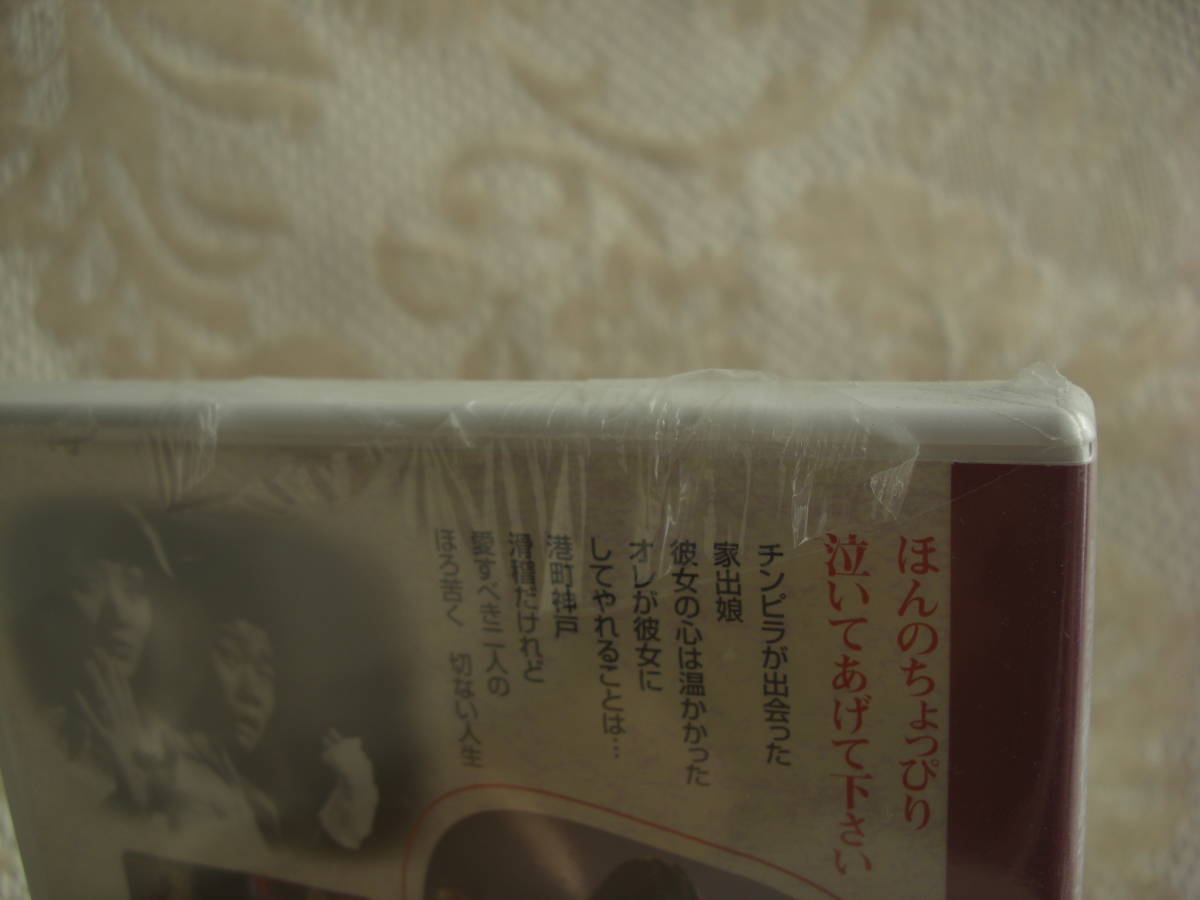 ほんのちょっぴり
泣いてあげて下さい
チンピラが出会った
家出娘
彼女の心は温かかった
オレが彼女に
してやれることは…
港町神戸
滑稽だけれど
愛すべき二人の
ほろ苦く 切ない人生